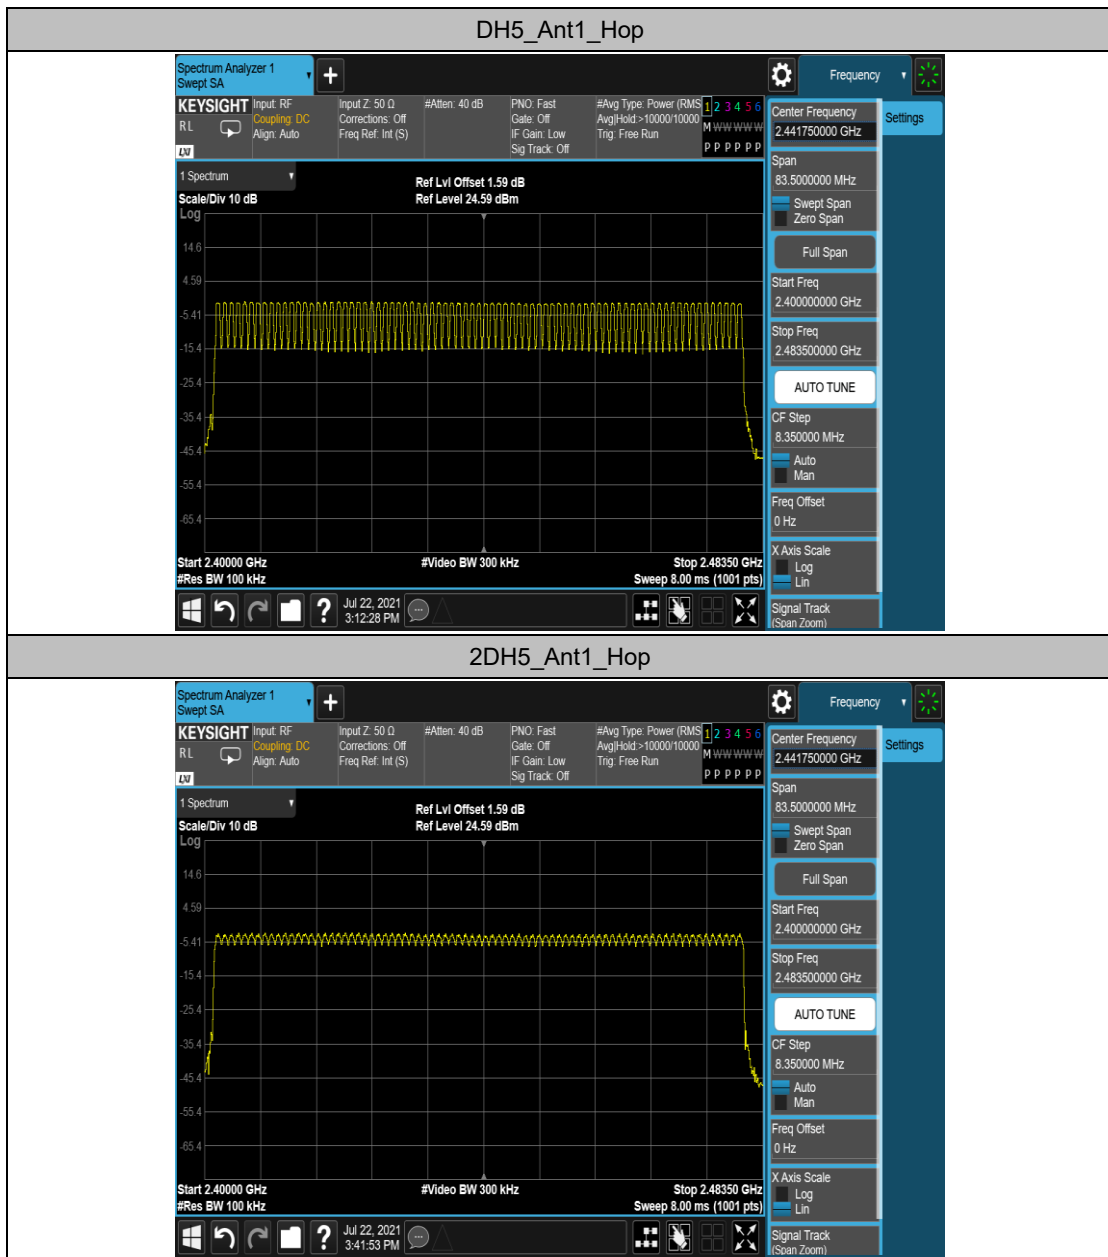 DH5_Ant1_Hop
Spectrum Analyzer 1
Swept SA
+
Frequency
KEYSIGHT
RL
LXI
Input: RF
Coupling: DC
Align: Auto
Input Z: 50 Ω
Corrections: Off
Freq Ref: Int (S)
#Atten: 40 dB
PNO: Fast
Gate: Off
IF Gain: Low
Sig Track: Off
#Avg Type: Power (RMS
Avg|Hold:>10000/10000
Trig: Free Run
1 2 3 4 5 6
M W W W W W
P P P P P P
Center Frequency
2.441750000 GHz
Settings
Span
83.5000000 MHz
Swept Span
Zero Span
Full Span
Start Freq
2.400000000 GHz
Stop Freq
2.483500000 GHz
AUTO TUNE
CF Step
8.350000 MHz
Auto
Man
Freq Offset
0 Hz
X Axis Scale
Log
Lin
Signal Track
(Span Zoom)
1 Spectrum
Scale/Div 10 dB
Ref Lvl Offset 1.59 dB
Ref Level 24.59 dBm
Log
14.6
4.59
-5.41
-15.4
-25.4
-35.4
-45.4
-55.4
-65.4
Start 2.40000 GHz
#Video BW 300 kHz
Stop 2.48350 GHz
#Res BW 100 kHz
Sweep 8.00 ms (1001 pts)
?
Jul 22, 2021
3:12:28 PM
2DH5_Ant1_Hop
Spectrum Analyzer 1
Swept SA
+
Frequency
KEYSIGHT
RL
LXI
Input: RF
Coupling: DC
Align: Auto
Input Z: 50 Ω
Corrections: Off
Freq Ref: Int (S)
#Atten: 40 dB
PNO: Fast
Gate: Off
IF Gain: Low
Sig Track: Off
#Avg Type: Power (RMS
Avg|Hold:>10000/10000
Trig: Free Run
1 2 3 4 5 6
M W W W W W
P P P P P P
Center Frequency
2.441750000 GHz
Settings
Span
83.5000000 MHz
Swept Span
Zero Span
Full Span
Start Freq
2.400000000 GHz
Stop Freq
2.483500000 GHz
AUTO TUNE
CF Step
8.350000 MHz
Auto
Man
Freq Offset
0 Hz
X Axis Scale
Log
Lin
Signal Track
(Span Zoom)
1 Spectrum
Scale/Div 10 dB
Ref Lvl Offset 1.59 dB
Ref Level 24.59 dBm
Log
14.6
4.59
-5.41
-15.4
-25.4
-35.4
-45.4
-55.4
-65.4
Start 2.40000 GHz
#Video BW 300 kHz
Stop 2.48350 GHz
#Res BW 100 kHz
Sweep 8.00 ms (1001 pts)
?
Jul 22, 2021
3:41:53 PM